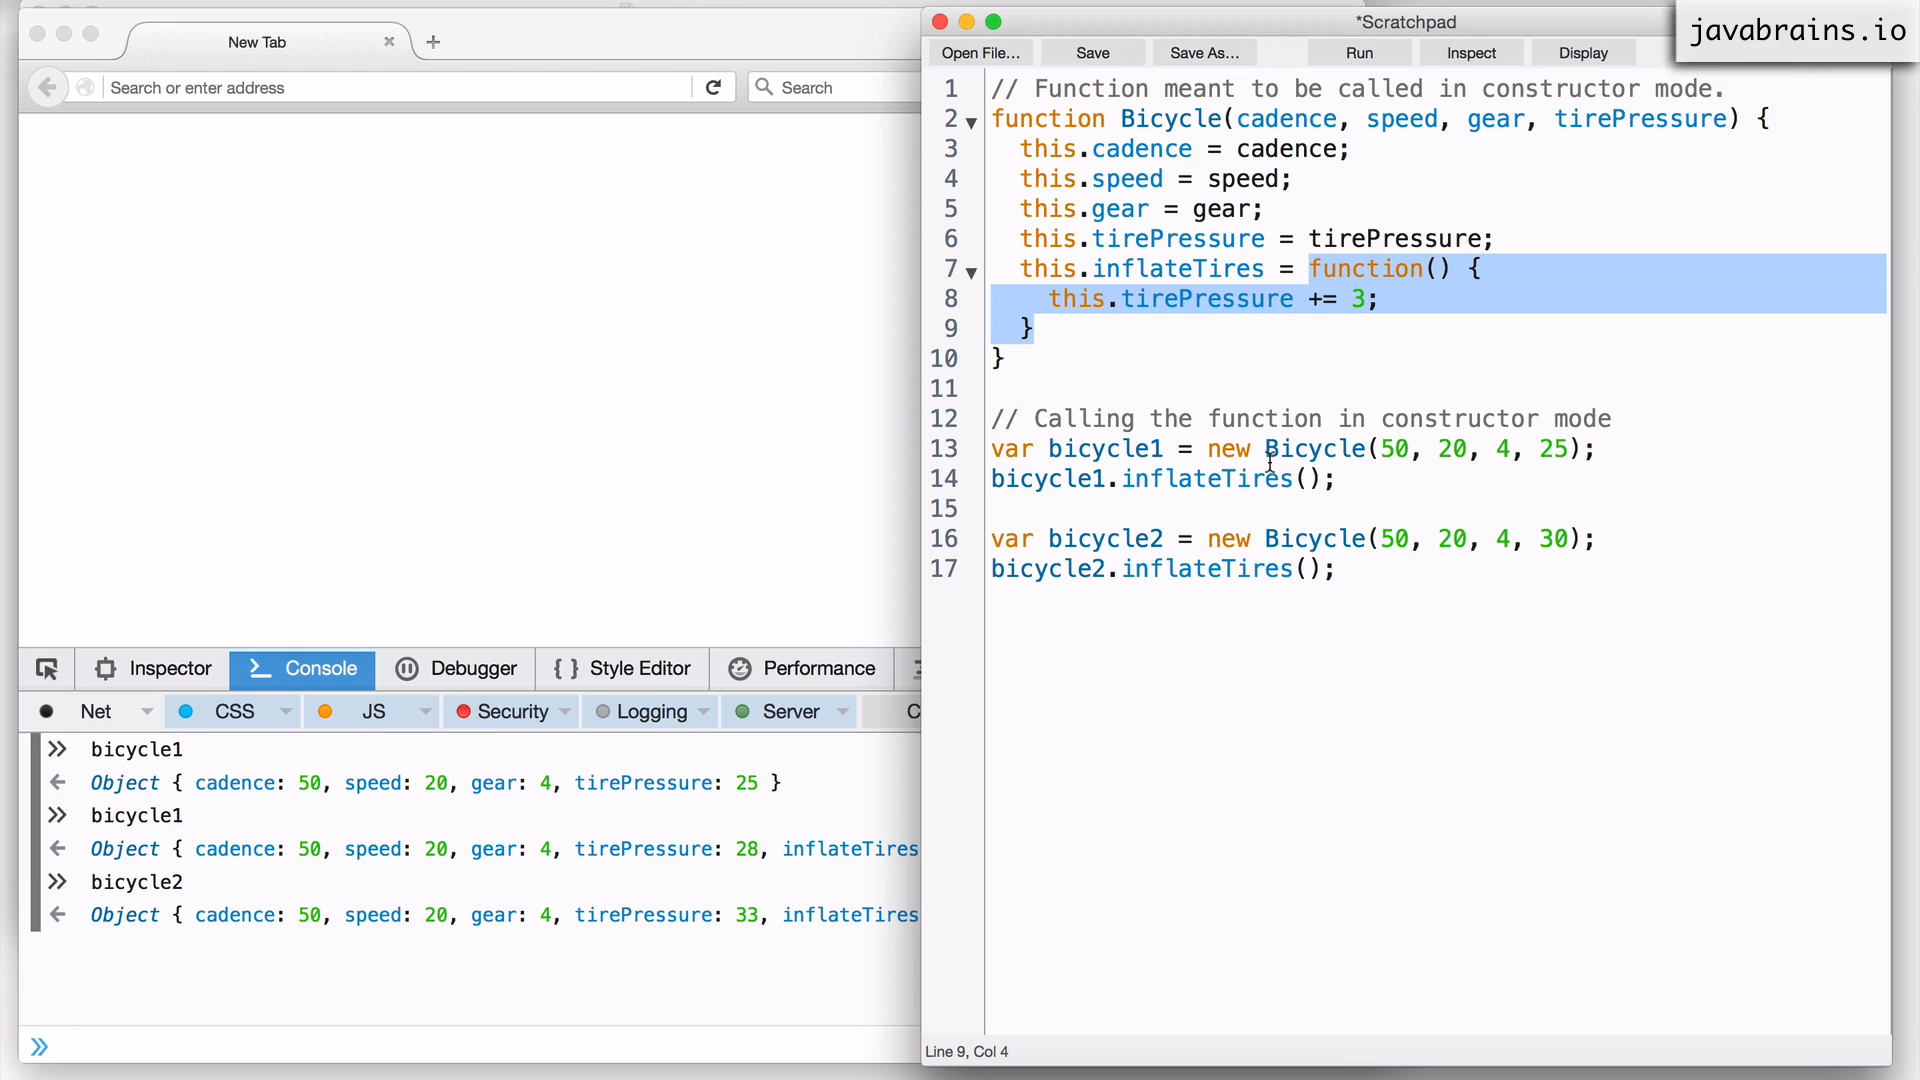 New Tab
Search or enter address
Search
*Scratchpad
javabrains.io
Open File...
Save
Save As...
Run
Inspect
Display
1 // Function meant to be called in constructor mode.
2 function Bicycle(cadence, speed, gear, tirePressure) {
3 this.cadence = cadence;
4 this.speed = speed;
5 this.gear = gear;
6 this.tirePressure = tirePressure;
7 this.inflateTires = function() {
8 this.tirePressure += 3;
9 }
10 }
11
12 // Calling the function in constructor mode
13 var bicycle1 = new Bicycle(50, 20, 4, 25);
14 bicycle1.inflateTires();
15
16 var bicycle2 = new Bicycle(50, 20, 4, 30);
17 bicycle2.inflateTires();
Inspector
Console
Debugger
{ } Style Editor
Performance
Net
CSS
JS
Security
Logging
Server
C
bicycle1
Object { cadence: 50, speed: 20, gear: 4, tirePressure: 25 }
bicycle1
Object { cadence: 50, speed: 20, gear: 4, tirePressure: 28, inflateTires
bicycle2
Object { cadence: 50, speed: 20, gear: 4, tirePressure: 33, inflateTires
Line 9, Col 4